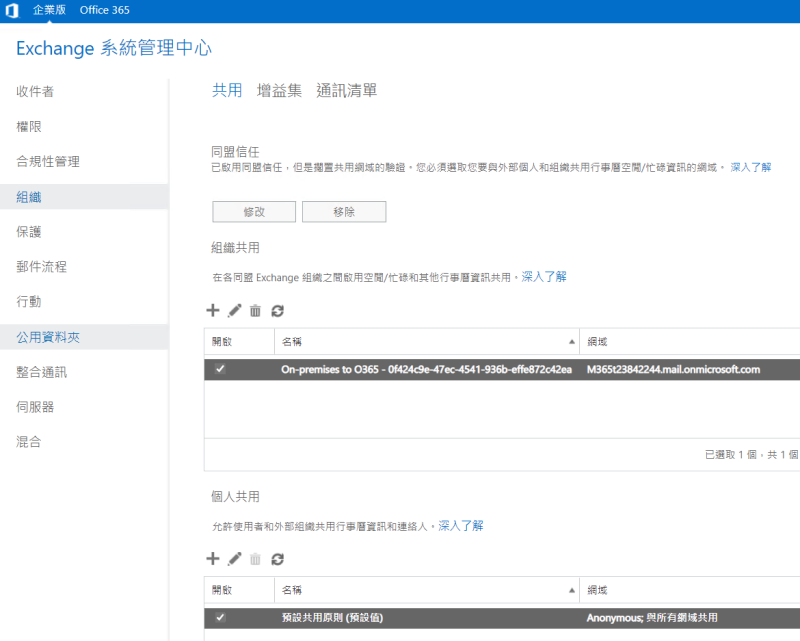 企業版 Office 365
Exchange 系統管理中心
收件者
權限
合規性管理
組織
保護
郵件流程
行動
公用資料夾
整合通訊
伺服器
混合
共用 增益集 通訊清單
同盟信任
已啟用同盟信任，但是擱置共用網域的驗證。您必須選取您要與外部個人和組織共用行事曆空閒/忙碌資訊的網域。 深入了解
修改 移除
組織共用
在各同盟 Exchange 組織之間啟用空閒/忙碌和其他行事曆資訊共用。深入了解
開啟 名稱 網域
On-premises to O365 - 0f424c9e-47ec-4541-936b-effe872c42ea M365t23842244.mail.onmicrosoft.com
已選取 1 個，共 1 個
個人共用
允許使用者和外部組織共用行事曆資訊和連絡人。深入了解
開啟 名稱 網域
預設共用原則 (預設值) Anonymous; 與所有網域共用